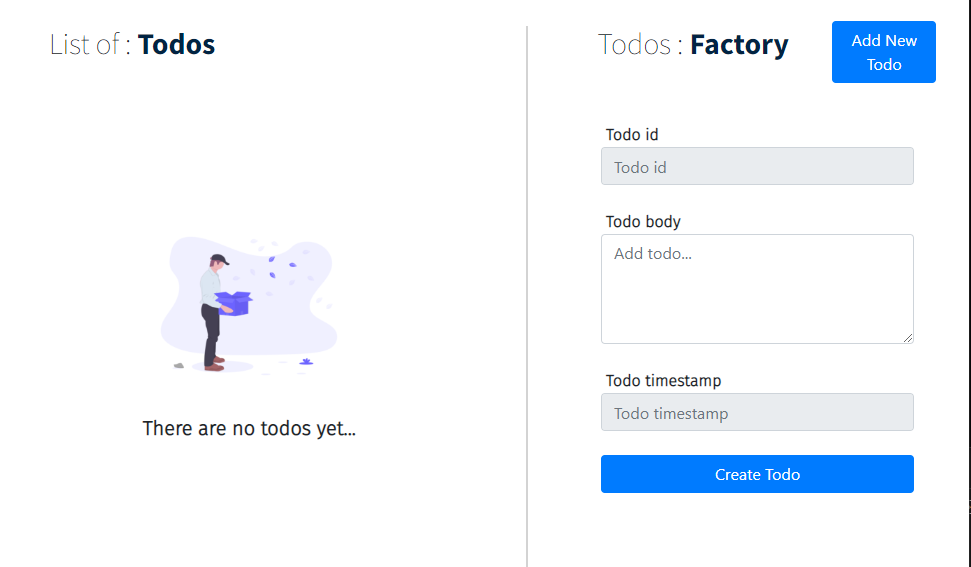 List of : Todos
There are no todos yet...
Todos : Factory
Add New
Todo
Todo id
Todo id
Todo body
Add todo...
Todo timestamp
Todo timestamp
Create Todo